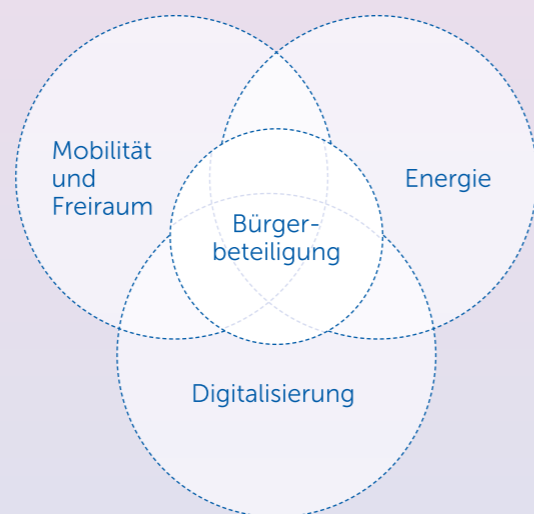 Mobilität
und
Freiraum
Energie
Bürger-
beteiligung
Digitalisierung